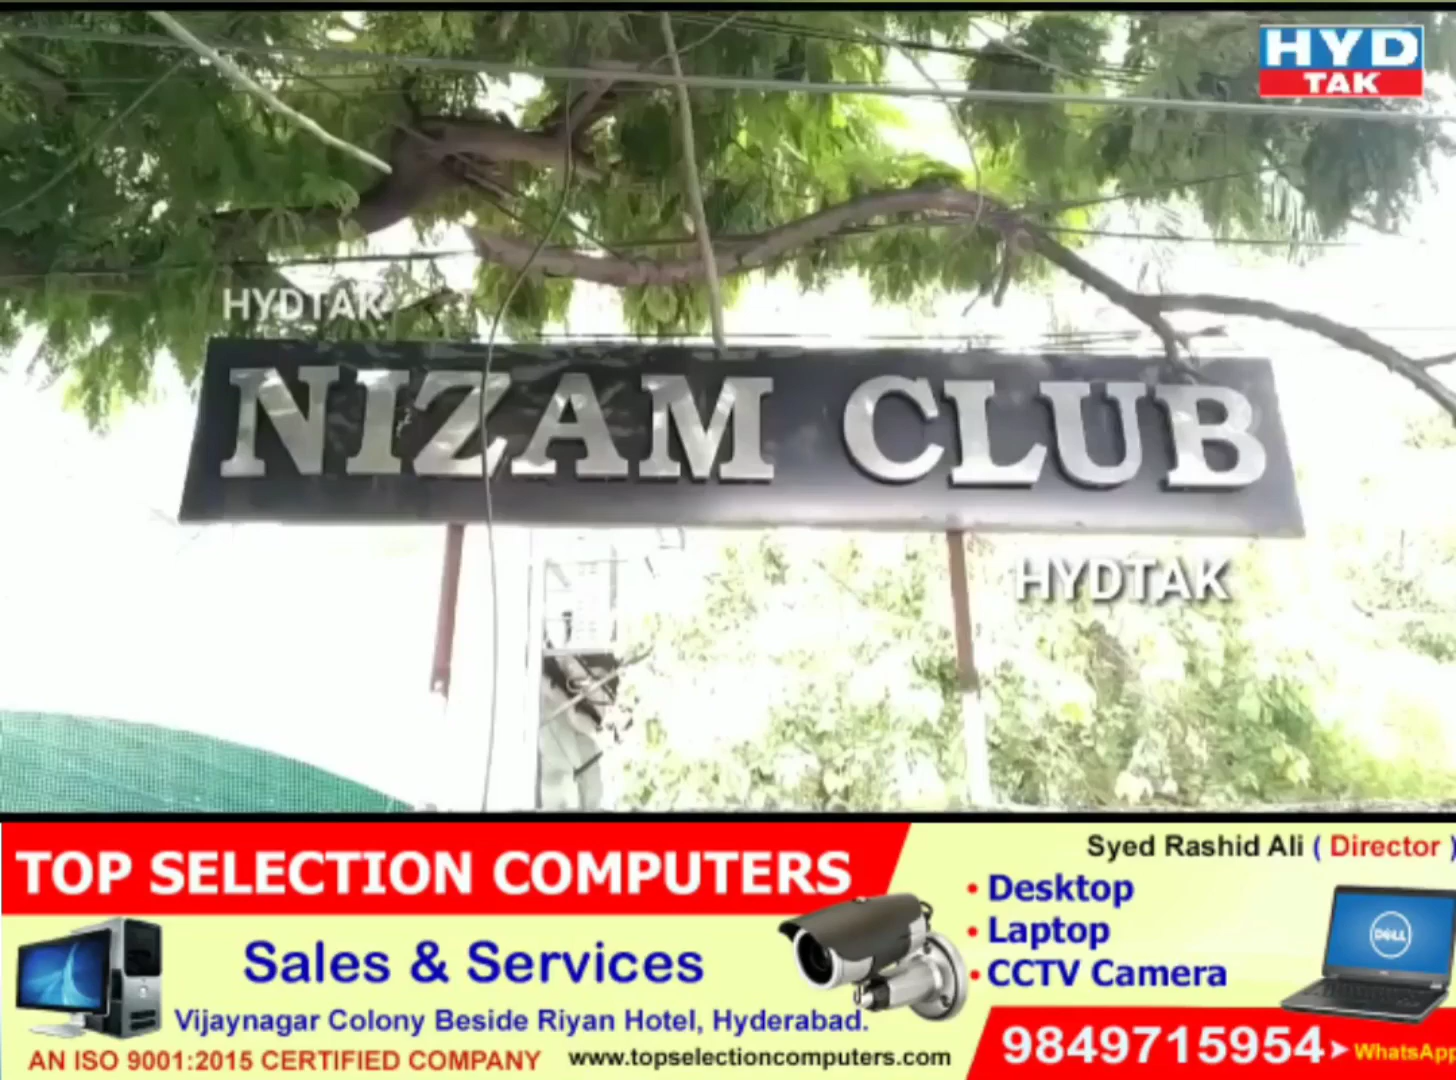 HYD
TAK
HYDTAK
NIZAM CLUB
HYDTAK
TOP SELECTION COMPUTERS
Syed Rashid Ali ( Director )
• Desktop
• Laptop
• CCTV Camera
DELL
Sales & Services
Vijaynagar Colony Beside Riyan Hotel, Hyderabad.
AN ISO 9001:2015 CERTIFIED COMPANY www.topselectioncomputers.com
9849715954 WhatsApp